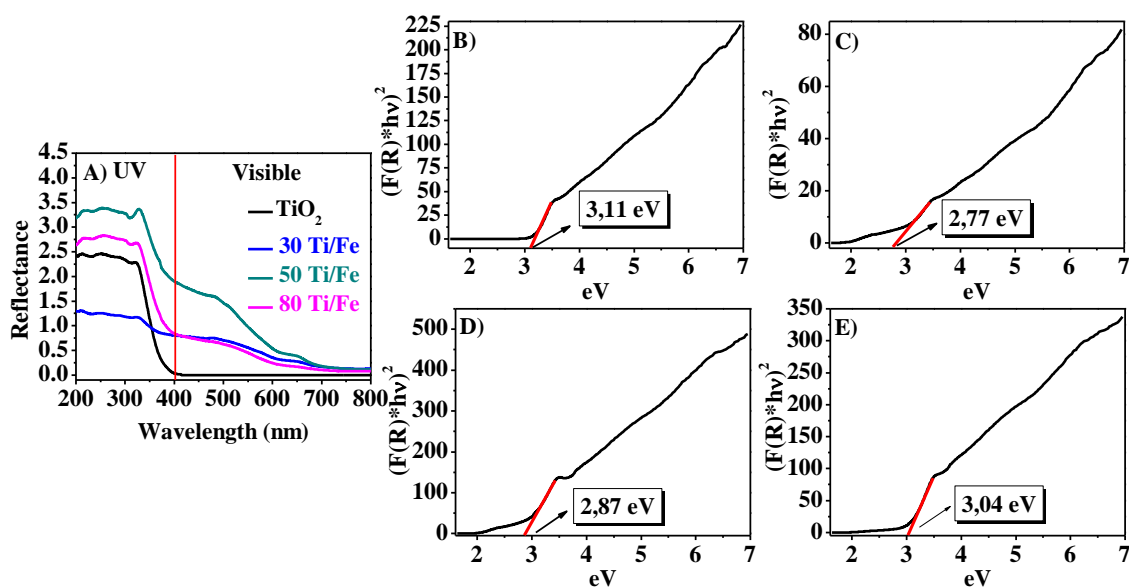 A) UV Visible
TiO2
30 Ti/Fe
50 Ti/Fe
80 Ti/Fe
Reflectance
4.5
4.0
3.5
3.0
2.5
2.0
1.5
1.0
0.5
0.0
200 300 400 500 600 700 800
Wavelength (nm)
B)
(F(R)*hν)²
225
200
175
150
125
100
75
50
25
0
3,11 eV
2 3 4 5 6 7
eV
C)
(F(R)*hν)²
80
60
40
20
0
2,77 eV
2 3 4 5 6 7
eV
D)
(F(R)*hν)²
500
400
300
200
100
0
2,87 eV
2 3 4 5 6 7
eV
E)
(F(R)*hν)²
350
300
250
200
150
100
50
0
3,04 eV
2 3 4 5 6 7
eV